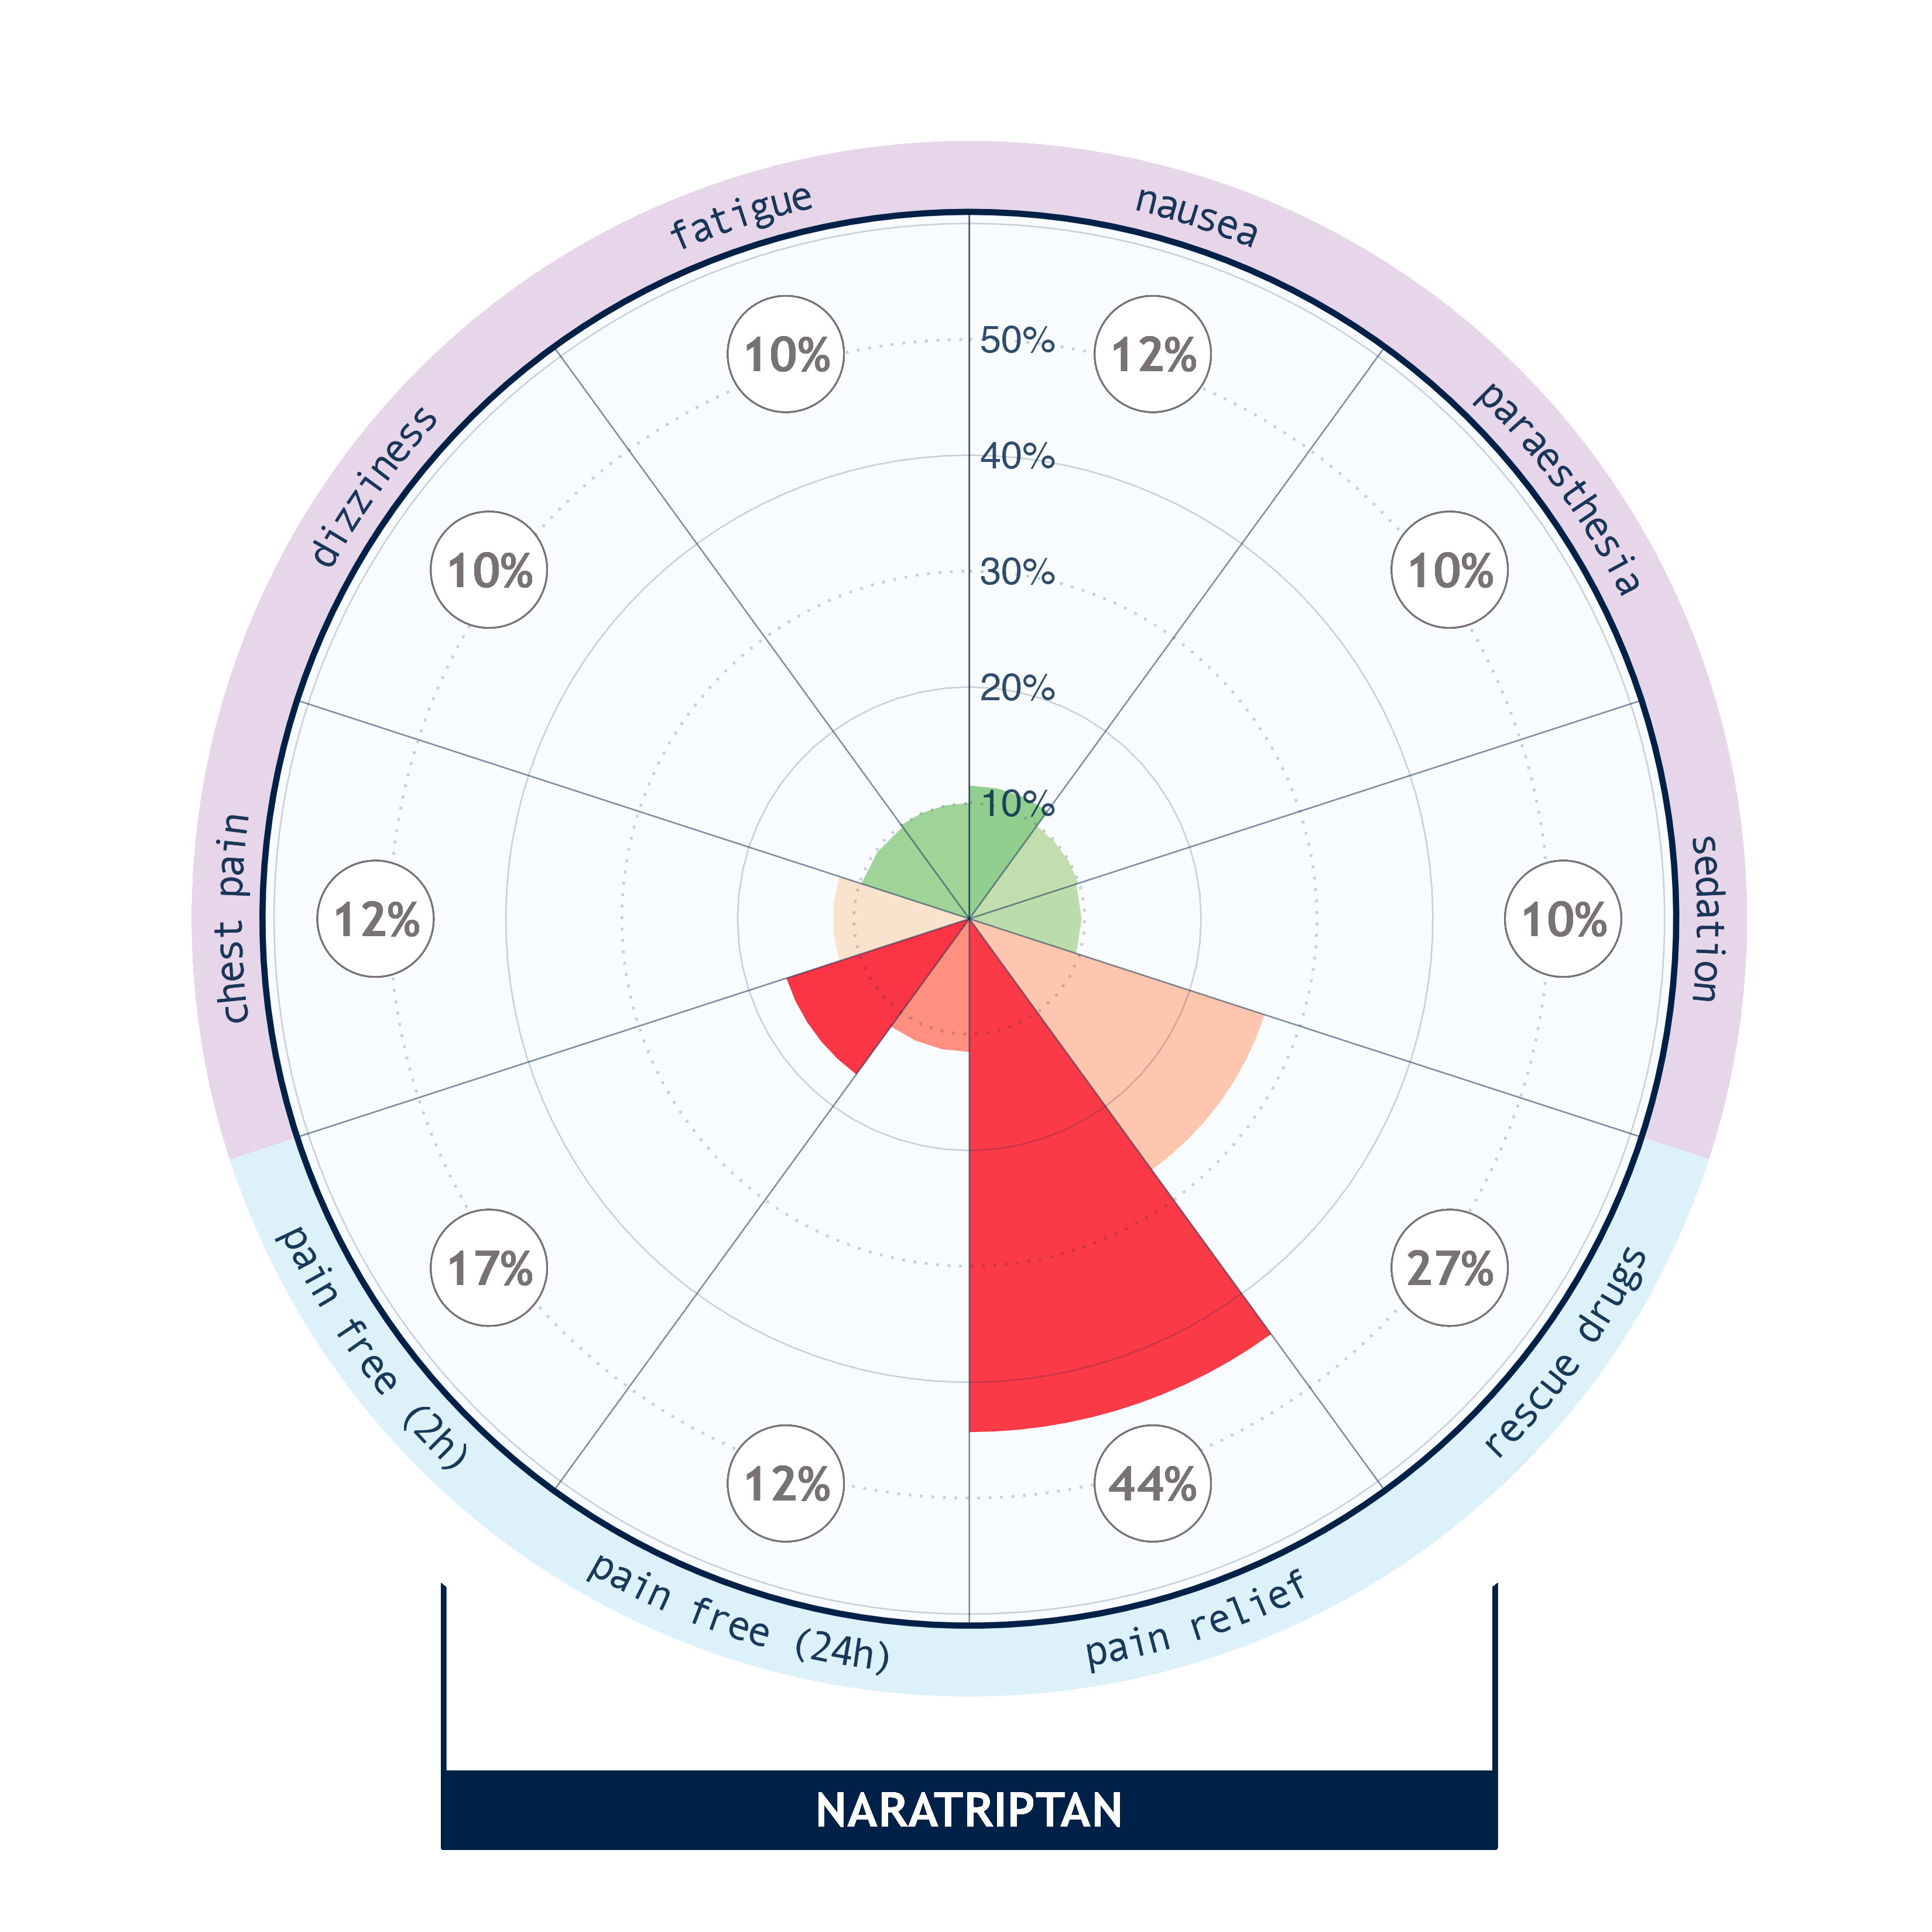 fatigue
nausea
dizziness
paraesthesia
chest pain
sedation
pain free (2h)
rescue drugs
pain free (24h)
pain relief
50%
40%
30%
20%
10%
10%
12%
10%
10%
12%
10%
17%
27%
12%
44%
NARATRIPTAN